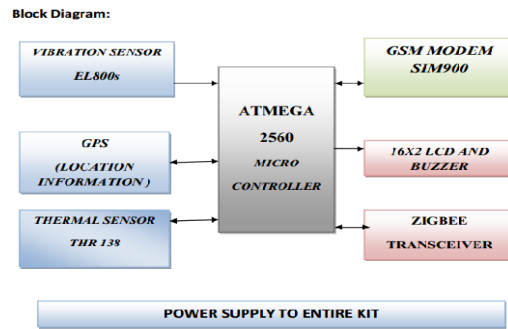 Block Diagram:
VIBRATION SENSOR
EL800s
GSM MODEM
SIM900
ATMEGA
2560
MICRO
CONTROLLER
GPS
(LOCATION
INFORMATION )
16X2 LCD AND
BUZZER
THERMAL SENSOR
THR 138
ZIGBEE
TRANSCEIVER
POWER SUPPLY TO ENTIRE KIT